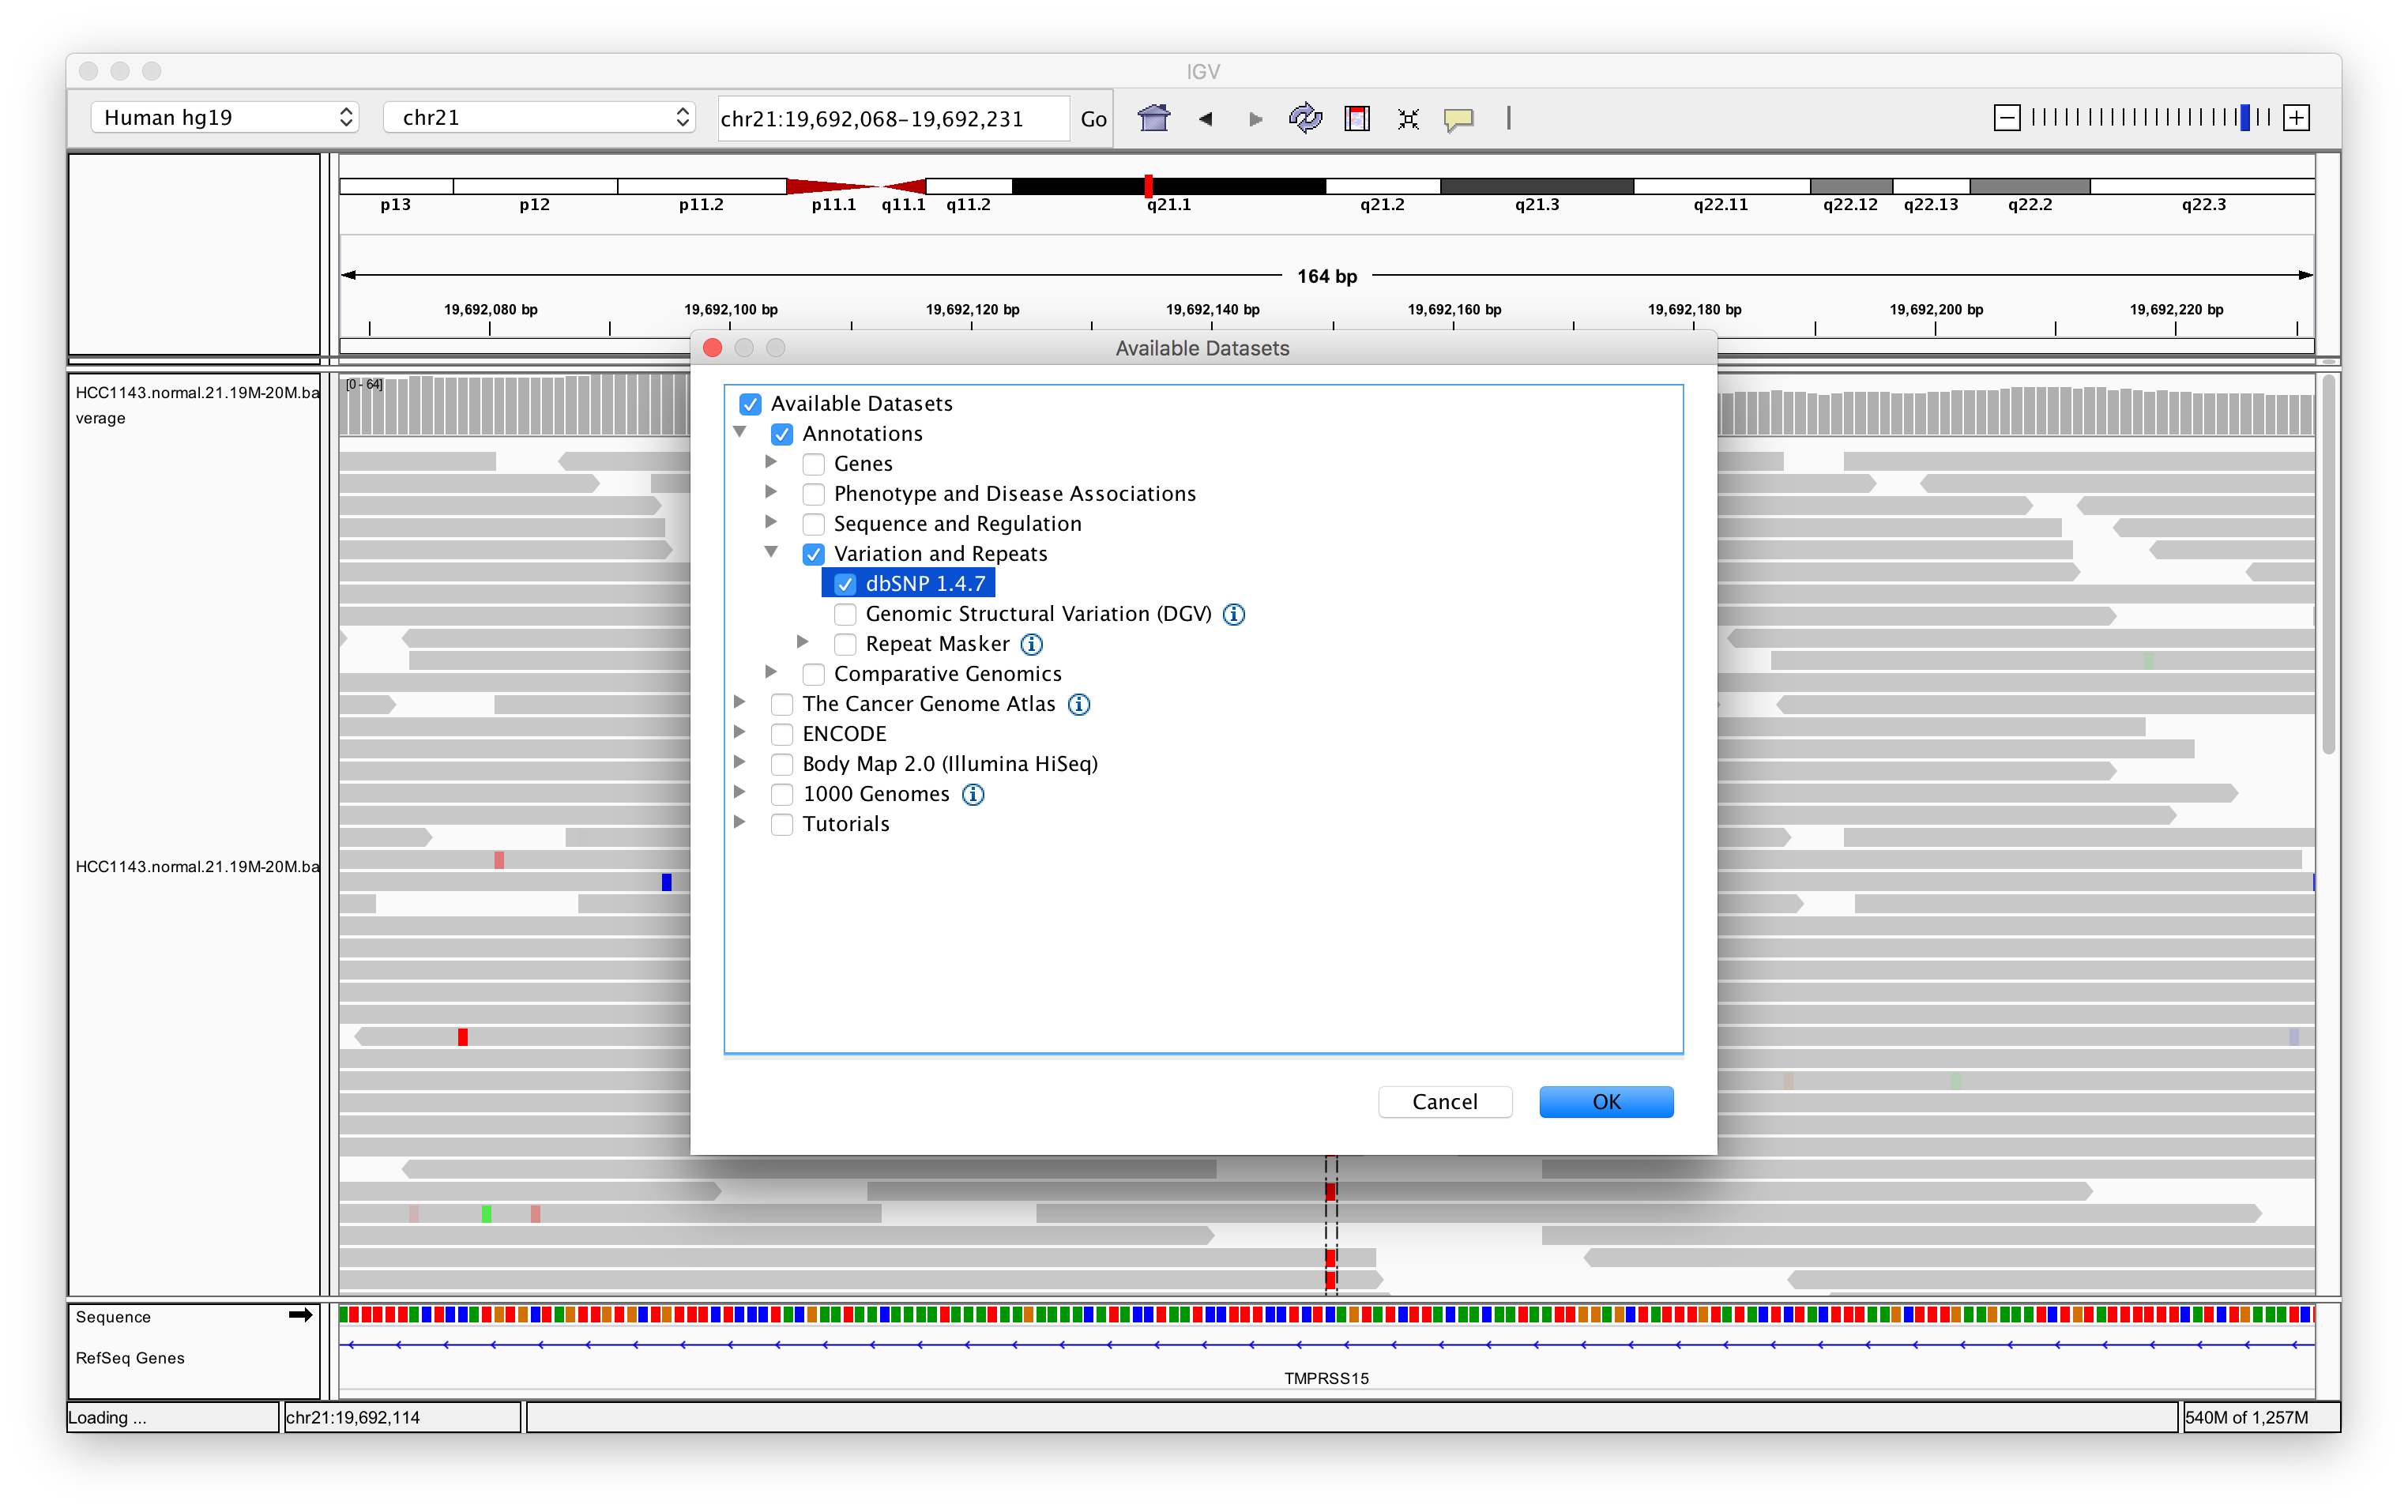 IGV
Human hg19 chr21 chr21:19,692,068-19,692,231 Go
p13 p12 p11.2 p11.1 q11.1 q11.2 q21.1 q21.2 q21.3 q22.11 q22.12 q22.13 q22.2 q22.3
164 bp
19,692,080 bp 19,692,100 bp 19,692,120 bp 19,692,140 bp 19,692,160 bp 19,692,180 bp 19,692,200 bp 19,692,220 bp
HCC1143.normal.21.19M-20M.ba
verage
[0 - 64]
Available Datasets
Available Datasets
Annotations
Genes
Phenotype and Disease Associations
Sequence and Regulation
Variation and Repeats
dbSNP 1.4.7
Genomic Structural Variation (DGV)
Repeat Masker
Comparative Genomics
The Cancer Genome Atlas
ENCODE
Body Map 2.0 (Illumina HiSeq)
1000 Genomes
Tutorials
Cancel OK
HCC1143.normal.21.19M-20M.ba
Sequence
RefSeq Genes
TMPRSS15
Loading ... chr21:19,692,114 540M of 1,257M